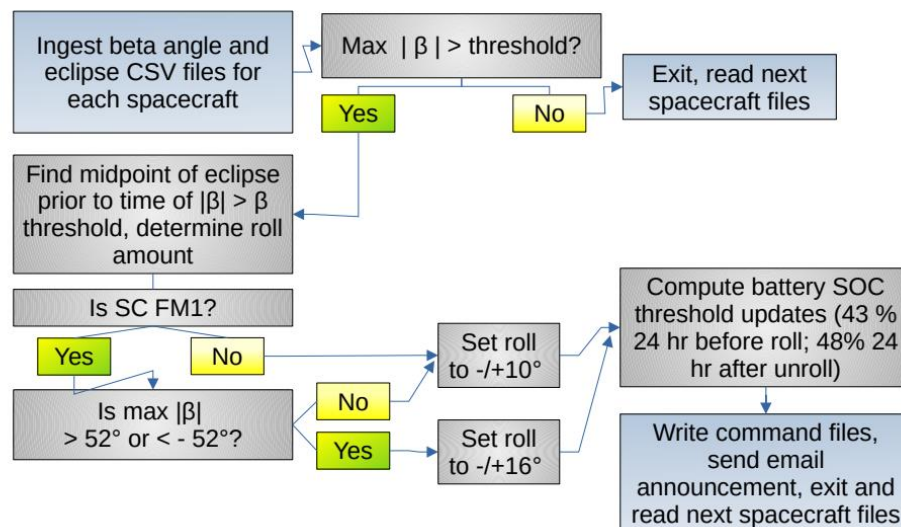 Ingest beta angle and
eclipse CSV files for
each spacecraft
Max | β | > threshold?
Yes
No
Exit, read next
spacecraft files
Find midpoint of eclipse
prior to time of |β| > β
threshold, determine roll
amount
Is SC FM1?
Yes
No
Is max |β|
> 52° or < - 52°?
No
Yes
Set roll
to -/+10°
Set roll
to -/+16°
Compute battery SOC
threshold updates (43 %
24 hr before roll; 48% 24
hr after unroll)
Write command files,
send email
announcement, exit and
read next spacecraft files